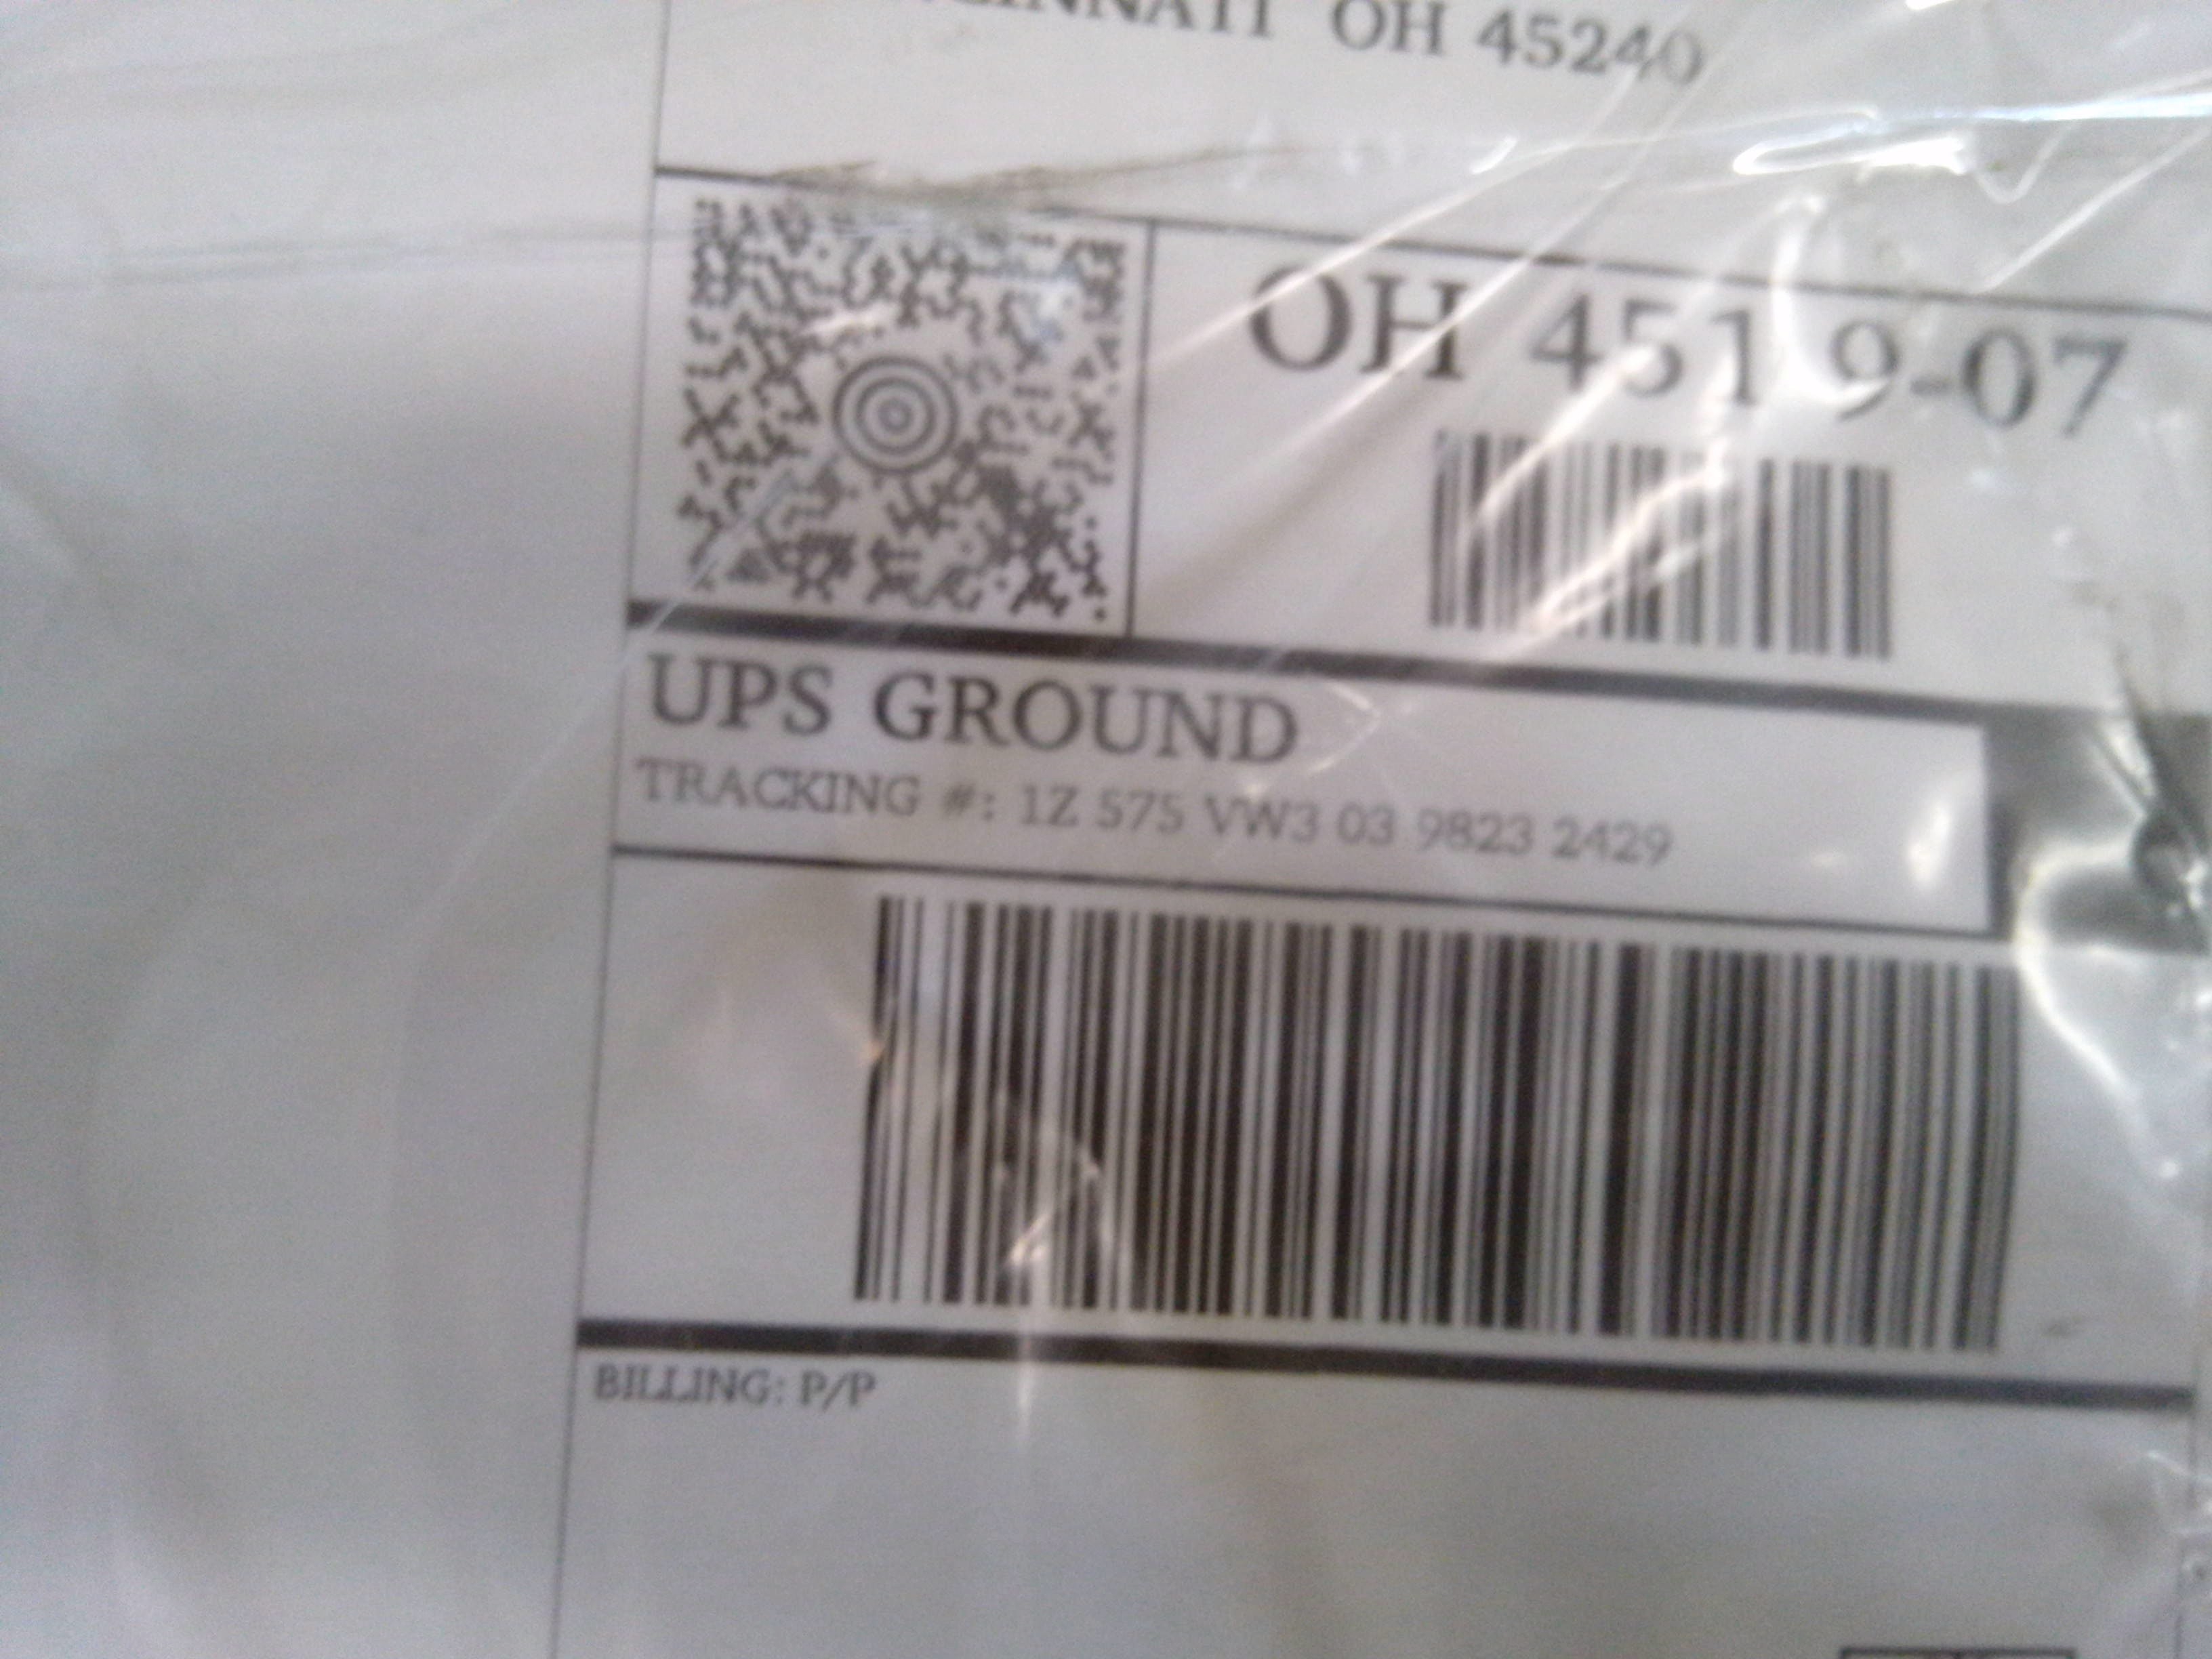 OH 45240
OH 451 9-07
UPS GROUND
TRACKING #: 1Z 575 VW3 03 9823 2429
BILLING: P/P